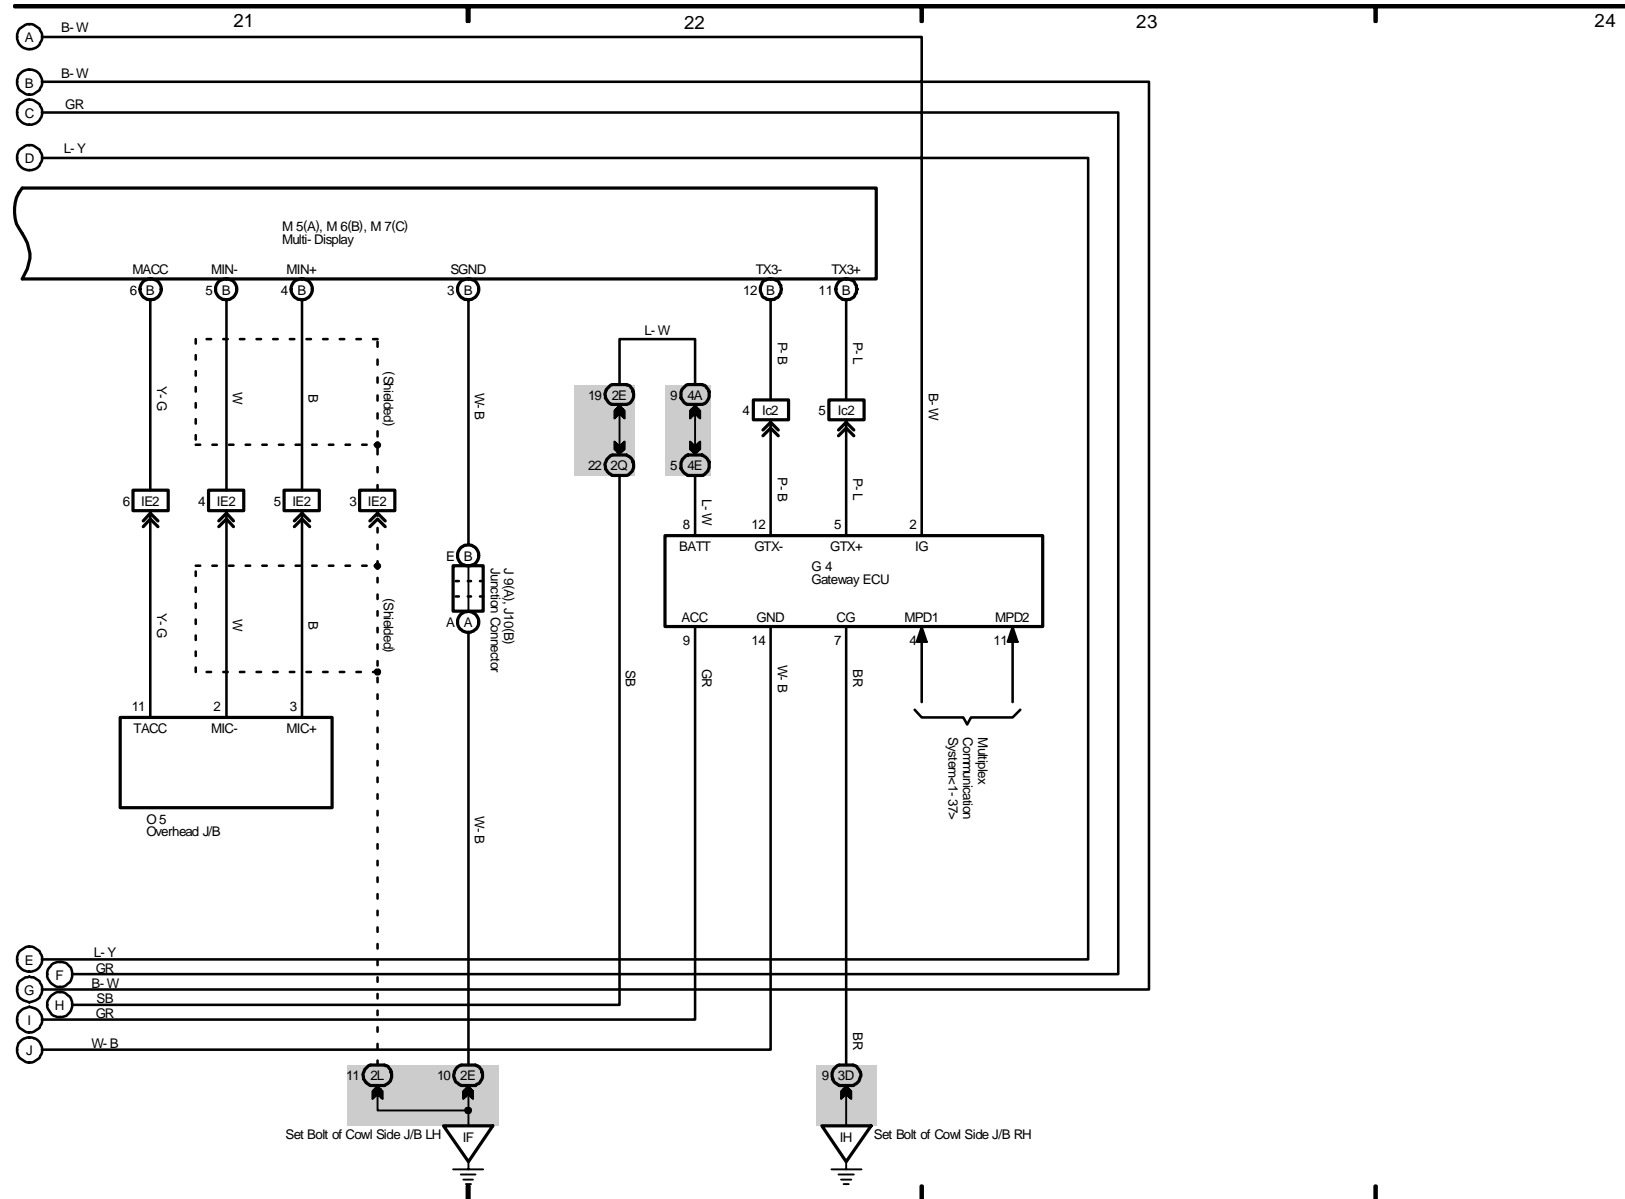 21
22
23
24
A
B-W
B
B-W
C
GR
D
L-Y
M 5(A), M 6(B), M 7(C)
Multi-Display
MACC
MIN-
MIN+
SGND
TX3-
TX3+
6 B
5 B
4 B
3 B
12 B
11 B
L-W
P-B
P-L
(Shielded)
Y-G
W
B
W-B
B-W
19 2E
9 4A
4 Ic2
5 Ic2
22 2Q
5 4E
P-B
P-L
L-W
6 IE2
4 IE2
5 IE2
3 IE2
8
12
5
2
BATT
GTX-
GTX+
IG
G 4
Gateway ECU
E B
J 9(A), J10(B)
Junction Connector
A A
ACC
GND
CG
MPD1
MPD2
9
14
7
4
11
Y-G
W
B
(Shielded)
SB
GR
W-B
BR
11
2
3
TACC
MIC-
MIC+
Multiplex
Communication
System<1-37>
O 5
Overhead J/B
W-B
E
L-Y
F
GR
G
B-W
H
SB
I
GR
J
W-B
BR
11 2L
10 2E
9 3D
Set Bolt of Cowl Side J/B LH
IF
IH
Set Bolt of Cowl Side J/B RH